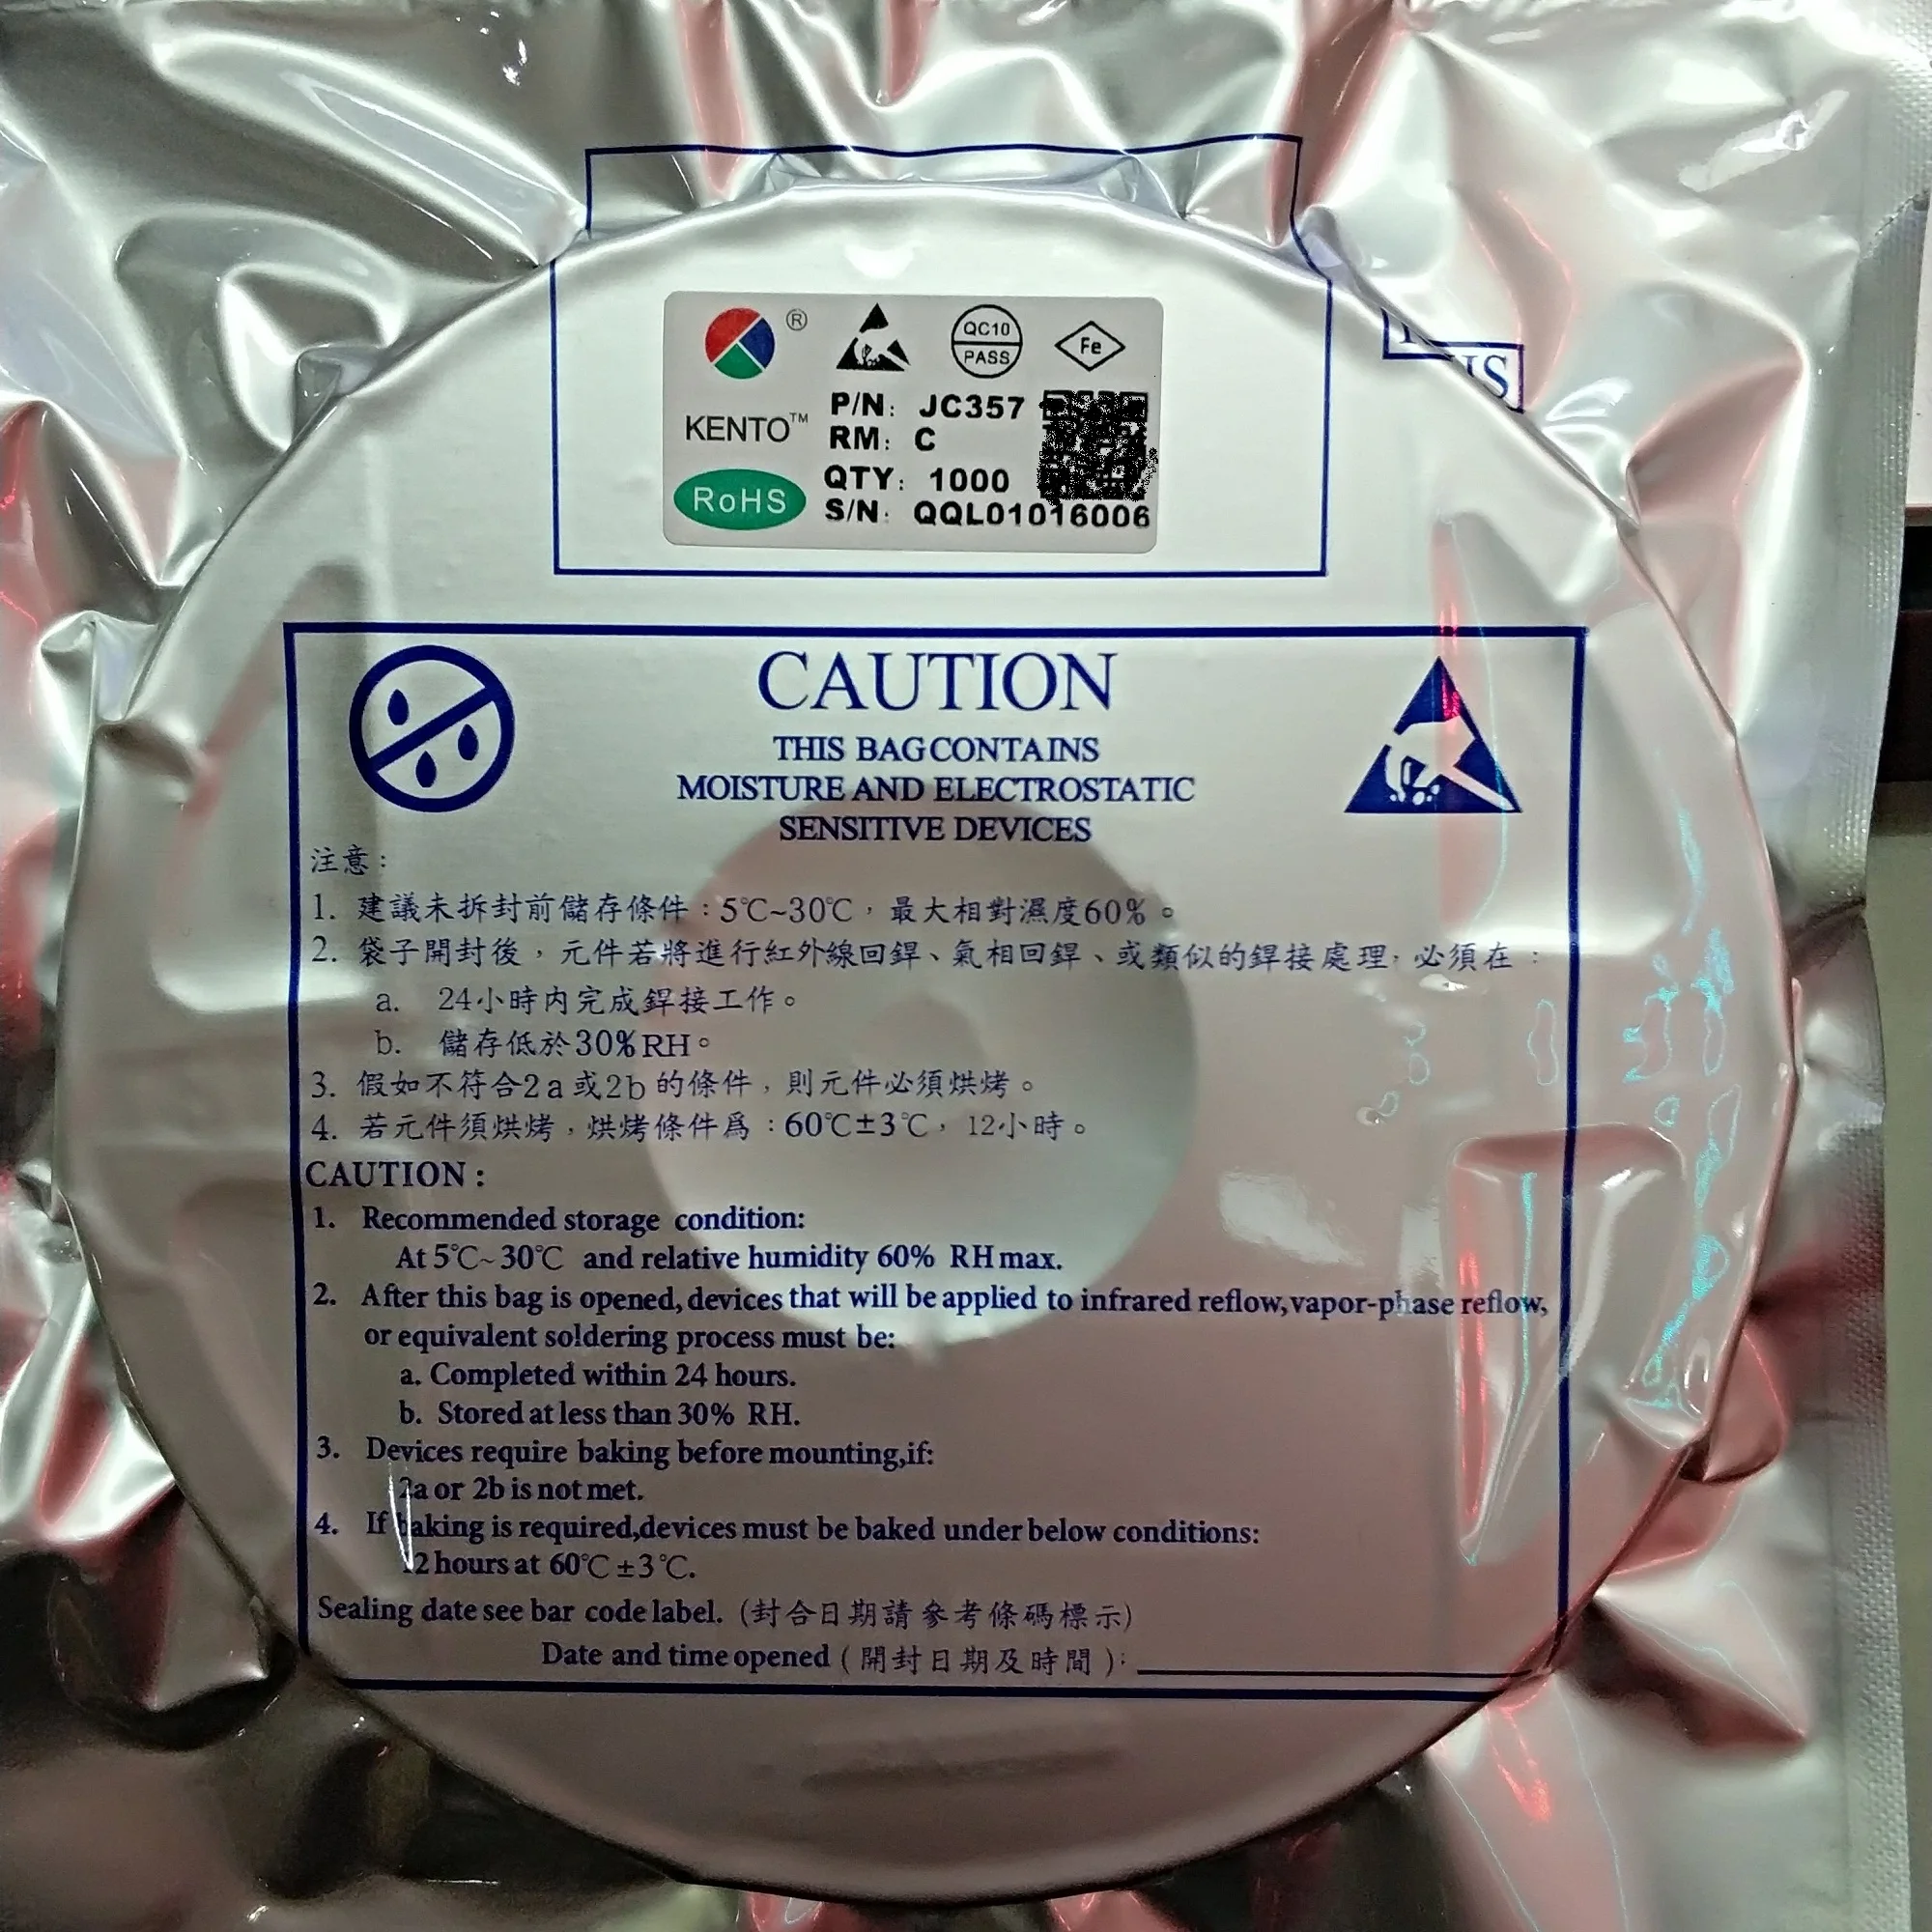 ®
QC10
PASS
Fe
KENTO™
RoHS
P/N: JC357
RM: C
QTY: 1000
S/N: QQL01016006
HS
CAUTION
THIS BAG CONTAINS
MOISTURE AND ELECTROSTATIC
SENSITIVE DEVICES
注意：
1. 建議未拆封前儲存條件：5℃~30℃，最大相對濕度60%。
2. 袋子開封後，元件若將進行紅外線回銲、氣相回銲、或類似的銲接處理，必須在：
a. 24小時內完成銲接工作。
b. 儲存低於30%RH。
3. 假如不符合2a或2b的條件，則元件必須烘烤。
4. 若元件須烘烤，烘烤條件爲：60℃±3℃，12小時。
CAUTION:
1. Recommended storage condition:
At 5℃~30℃ and relative humidity 60% RH max.
2. After this bag is opened, devices that will be applied to infrared reflow, vapor-phase reflow,
or equivalent soldering process must be:
a. Completed within 24 hours.
b. Stored at less than 30% RH.
3. Devices require baking before mounting,if:
2a or 2b is not met.
4. If baking is required,devices must be baked under below conditions:
12 hours at 60℃±3℃.
Sealing date see bar code label. (封合日期請參考條碼標示)
Date and time opened (開封日期及時間):